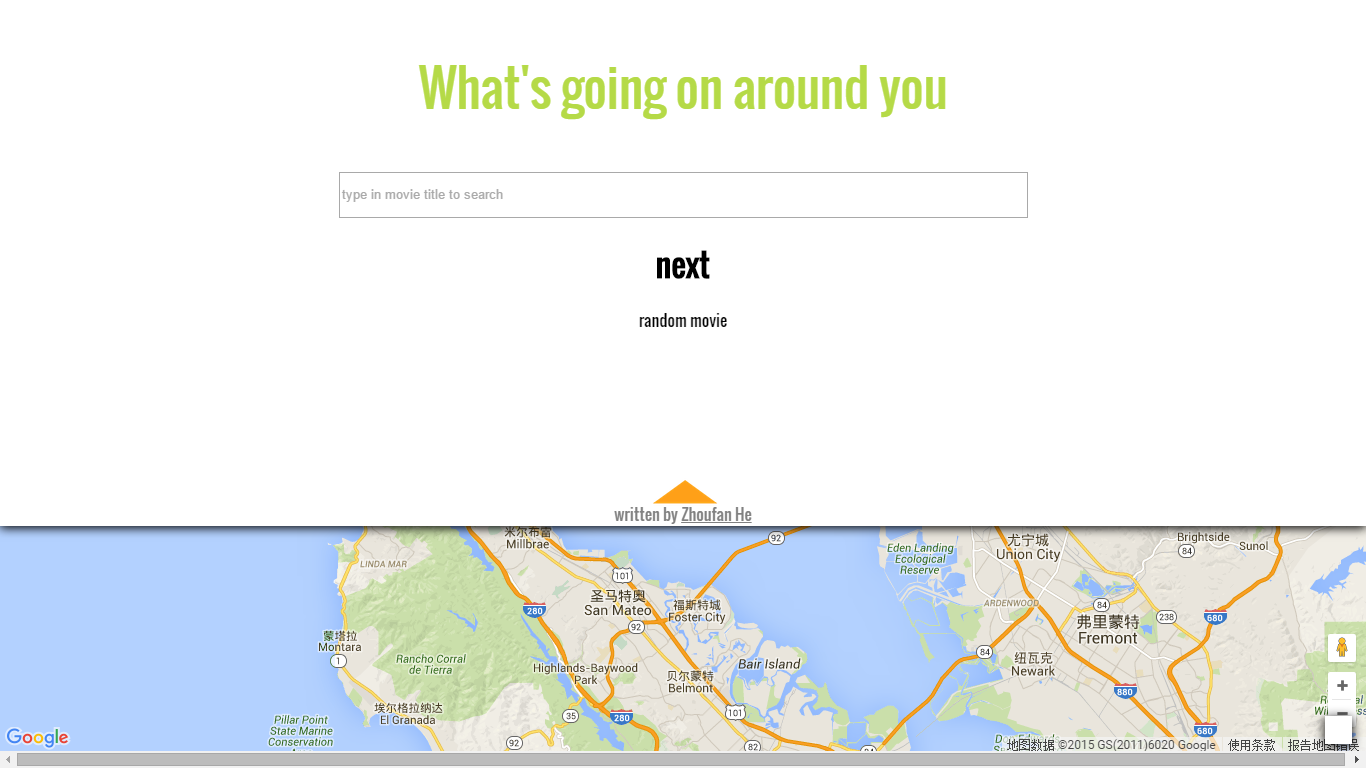 What's going on around you
type in movie title to search
next
random movie
written by Zhoufan He
米尔布雷
Millbrae
92
尤宁城
Union City
Brightside
84
Sunol
LINDA MAR
Eden Landing
Ecological
Reserve
101
280
圣马特奥
San Mateo
福斯特城
Foster City
92
ARDENWOOD
84
238
680
弗里蒙特
Fremont
蒙塔拉
Montara
1
Rancho Corral
de Tierra
Highlands-Baywood
Park
Bair Island
贝尔蒙特
Belmont
84
纽瓦克
Newark
880
埃尔格拉纳达
El Granada
35
280
101
Pillar Point
State Marine
Conservation
92
82
84
680
Google
地图数据 ©2015 GS(2011)6020 Google
使用条款
报告地图错误